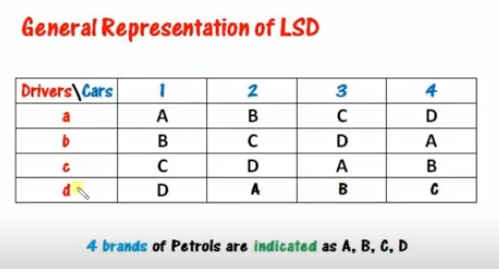 General Representation of LSD
Drivers\Cars 1 2 3 4
a A B C D
b B C D A
c C D A B
d D A B C
4 brands of Petrols are indicated as A, B, C, D